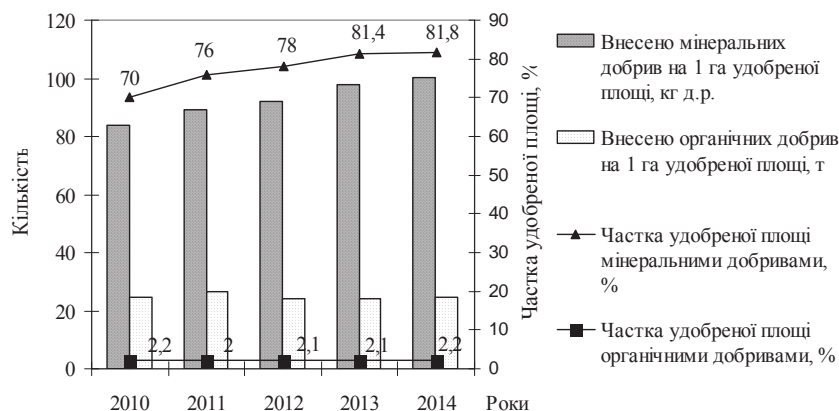 120
100
80
60
40
20
0
Кількість
70
76
78
81,4
81,8
2,2
2
2,1
2,1
2,2
90
80
70
60
50
40
30
20
10
0
Частка удобреної площі, %
2010
2011
2012
2013
2014
Роки
Внесено мінеральних
добрив на 1 га удобреної
площі, кг д.р.
Внесено органічних добрив
на 1 га удобреної площі, т
Частка удобреної площі
мінеральними добривами,
%
Частка удобреної площі
органічними добривами, %